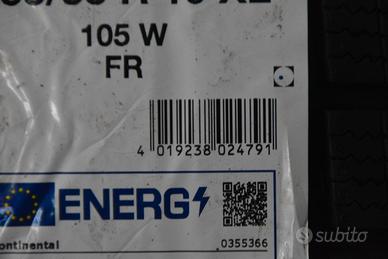 105 W
FR
4 019238 024791
ENERG
Continental
0355366
subito